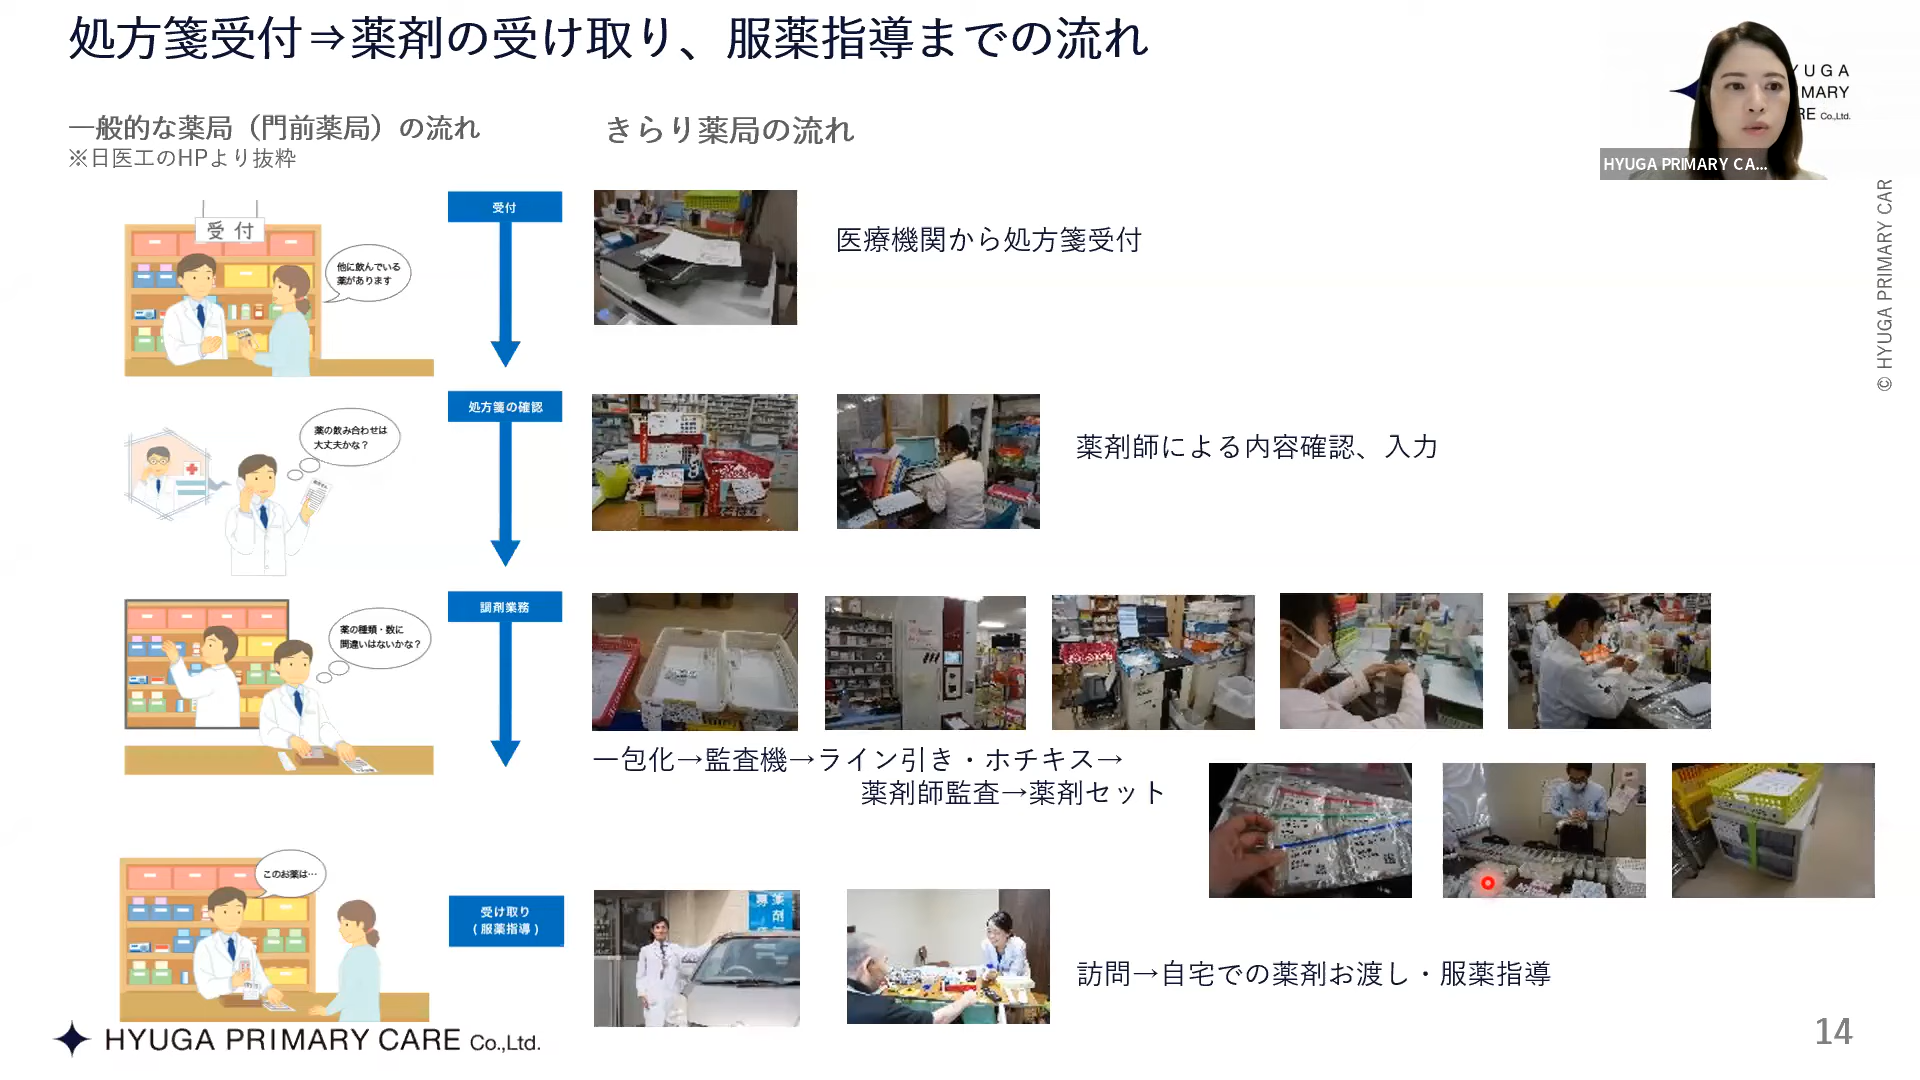 処方箋受付⇒薬剤の受け取り、服薬指導までの流れ
一般的な薬局（門前薬局）の流れ
※日医工のHPより抜粋
きらり薬局の流れ
YUGA
MARY
RE Co.,Ltd.
HYUGA PRIMARY CA...
© HYUGA PRIMARY CAR
受付
他に飲んでいる
薬があります
受付
医療機関から処方箋受付
薬の飲み合わせは
大丈夫かな？
処方箋の確認
薬剤師による内容確認、入力
薬の種類・数に
間違いはないかな？
調剤業務
一包化→監査機→ライン引き・ホチキス→
薬剤師監査→薬剤セット
このお薬は…
受け取り
(服薬指導)
薬
剤
訪問→自宅での薬剤お渡し・服薬指導
HYUGA PRIMARY CARE Co.,Ltd.
14